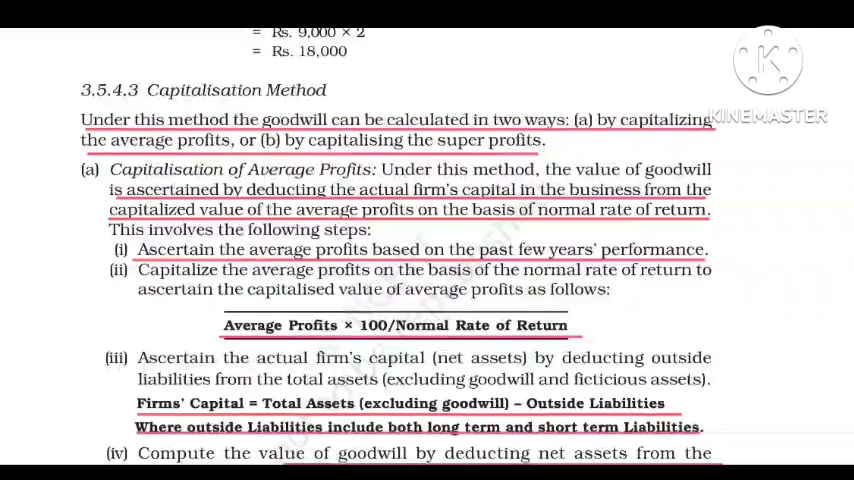 = Rs. 9,000 × 2
= Rs. 18,000
K
KINEMASTER
3.5.4.3 Capitalisation Method
Under this method the goodwill can be calculated in two ways: (a) by capitalizing
the average profits, or (b) by capitalising the super profits.
(a) Capitalisation of Average Profits: Under this method, the value of goodwill
is ascertained by deducting the actual firm's capital in the business from the
capitalized value of the average profits on the basis of normal rate of return.
This involves the following steps:
(i) Ascertain the average profits based on the past few years' performance.
(ii) Capitalize the average profits on the basis of the normal rate of return to
ascertain the capitalised value of average profits as follows:
Average Profits × 100/Normal Rate of Return
(iii) Ascertain the actual firm's capital (net assets) by deducting outside
liabilities from the total assets (excluding goodwill and ficticious assets).
Firms' Capital = Total Assets (excluding goodwill) – Outside Liabilities
Where outside Liabilities include both long term and short term Liabilities.
(iv) Compute the value of goodwill by deducting net assets from the